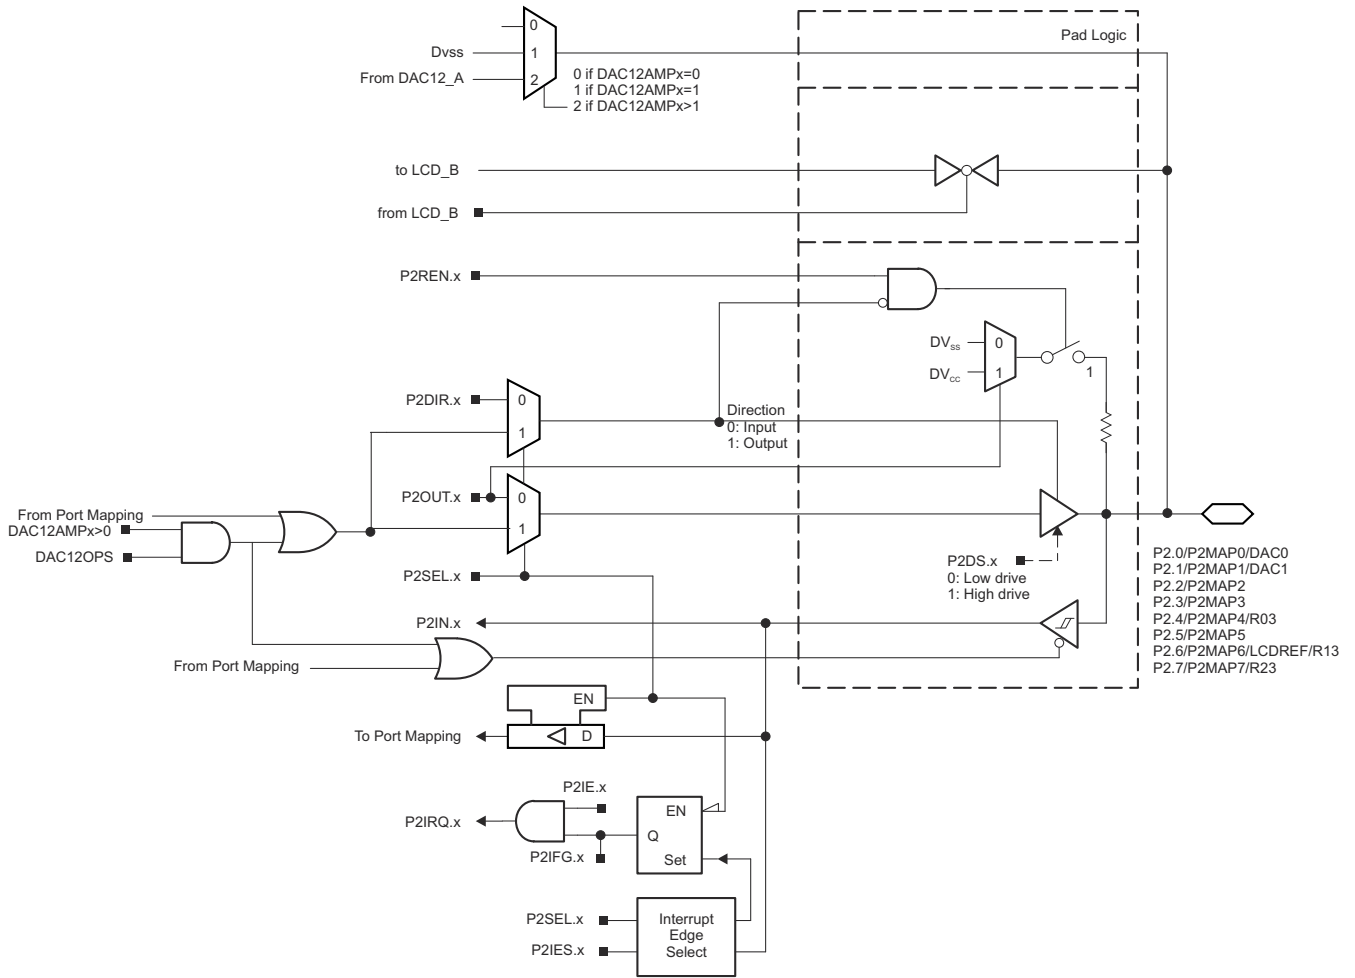 0
Pad Logic
Dvss
1
From DAC12_A
2
0 if DAC12AMPx=0
1 if DAC12AMPx=1
2 if DAC12AMPx>1
to LCD_B
from LCD_B
P2REN.x
DVSS
0
DVCC
1
1
P2DIR.x
0
1
Direction
0: Input
1: Output
P2OUT.x
0
1
From Port Mapping
DAC12AMPx>0
DAC12OPS
P2SEL.x
P2DS.x
0: Low drive
1: High drive
P2.0/P2MAP0/DAC0
P2.1/P2MAP1/DAC1
P2.2/P2MAP2
P2.3/P2MAP3
P2.4/P2MAP4/R03
P2.5/P2MAP5
P2.6/P2MAP6/LCDREF/R13
P2.7/P2MAP7/R23
P2IN.x
From Port Mapping
EN
To Port Mapping
D
P2IE.x
P2IRQ.x
EN
Q
P2IFG.x
Set
P2SEL.x
P2IES.x
Interrupt
Edge
Select